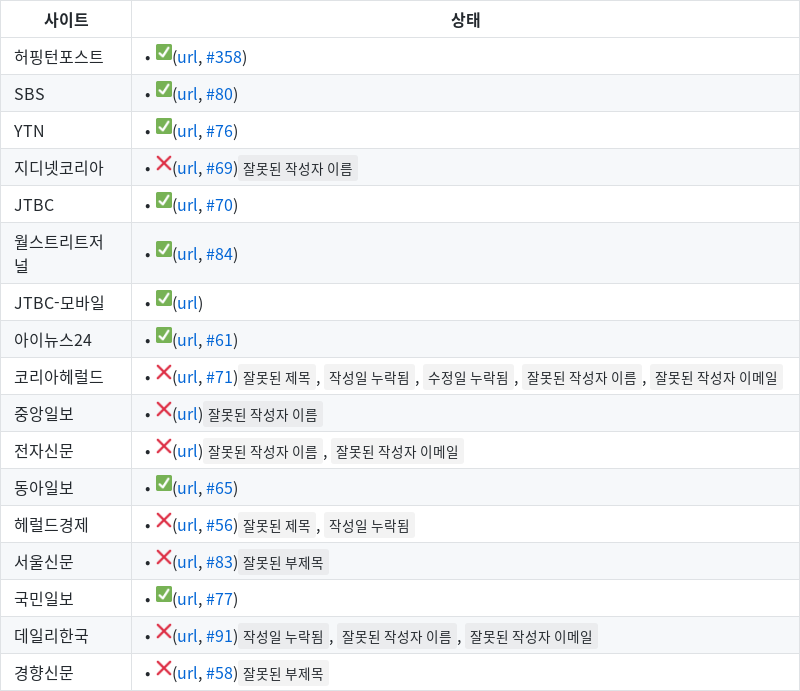 사이트 상태
허핑턴포스트 • ✅(url, #358)
SBS • ✅(url, #80)
YTN • ✅(url, #76)
지디넷코리아 • ❌(url, #69) 잘못된 작성자 이름
JTBC • ✅(url, #70)
월스트리트저
널 • ✅(url, #84)
JTBC-모바일 • ✅(url)
아이뉴스24 • ✅(url, #61)
코리아헤럴드 • ❌(url, #71) 잘못된 제목 , 작성일 누락됨 , 수정일 누락됨 , 잘못된 작성자 이름 , 잘못된 작성자 이메일
중앙일보 • ❌(url) 잘못된 작성자 이름
전자신문 • ❌(url) 잘못된 작성자 이름 , 잘못된 작성자 이메일
동아일보 • ✅(url, #65)
헤럴드경제 • ❌(url, #56) 잘못된 제목 , 작성일 누락됨
서울신문 • ❌(url, #83) 잘못된 부제목
국민일보 • ✅(url, #77)
데일리한국 • ❌(url, #91) 작성일 누락됨 , 잘못된 작성자 이름 , 잘못된 작성자 이메일
경향신문 • ❌(url, #58) 잘못된 부제목